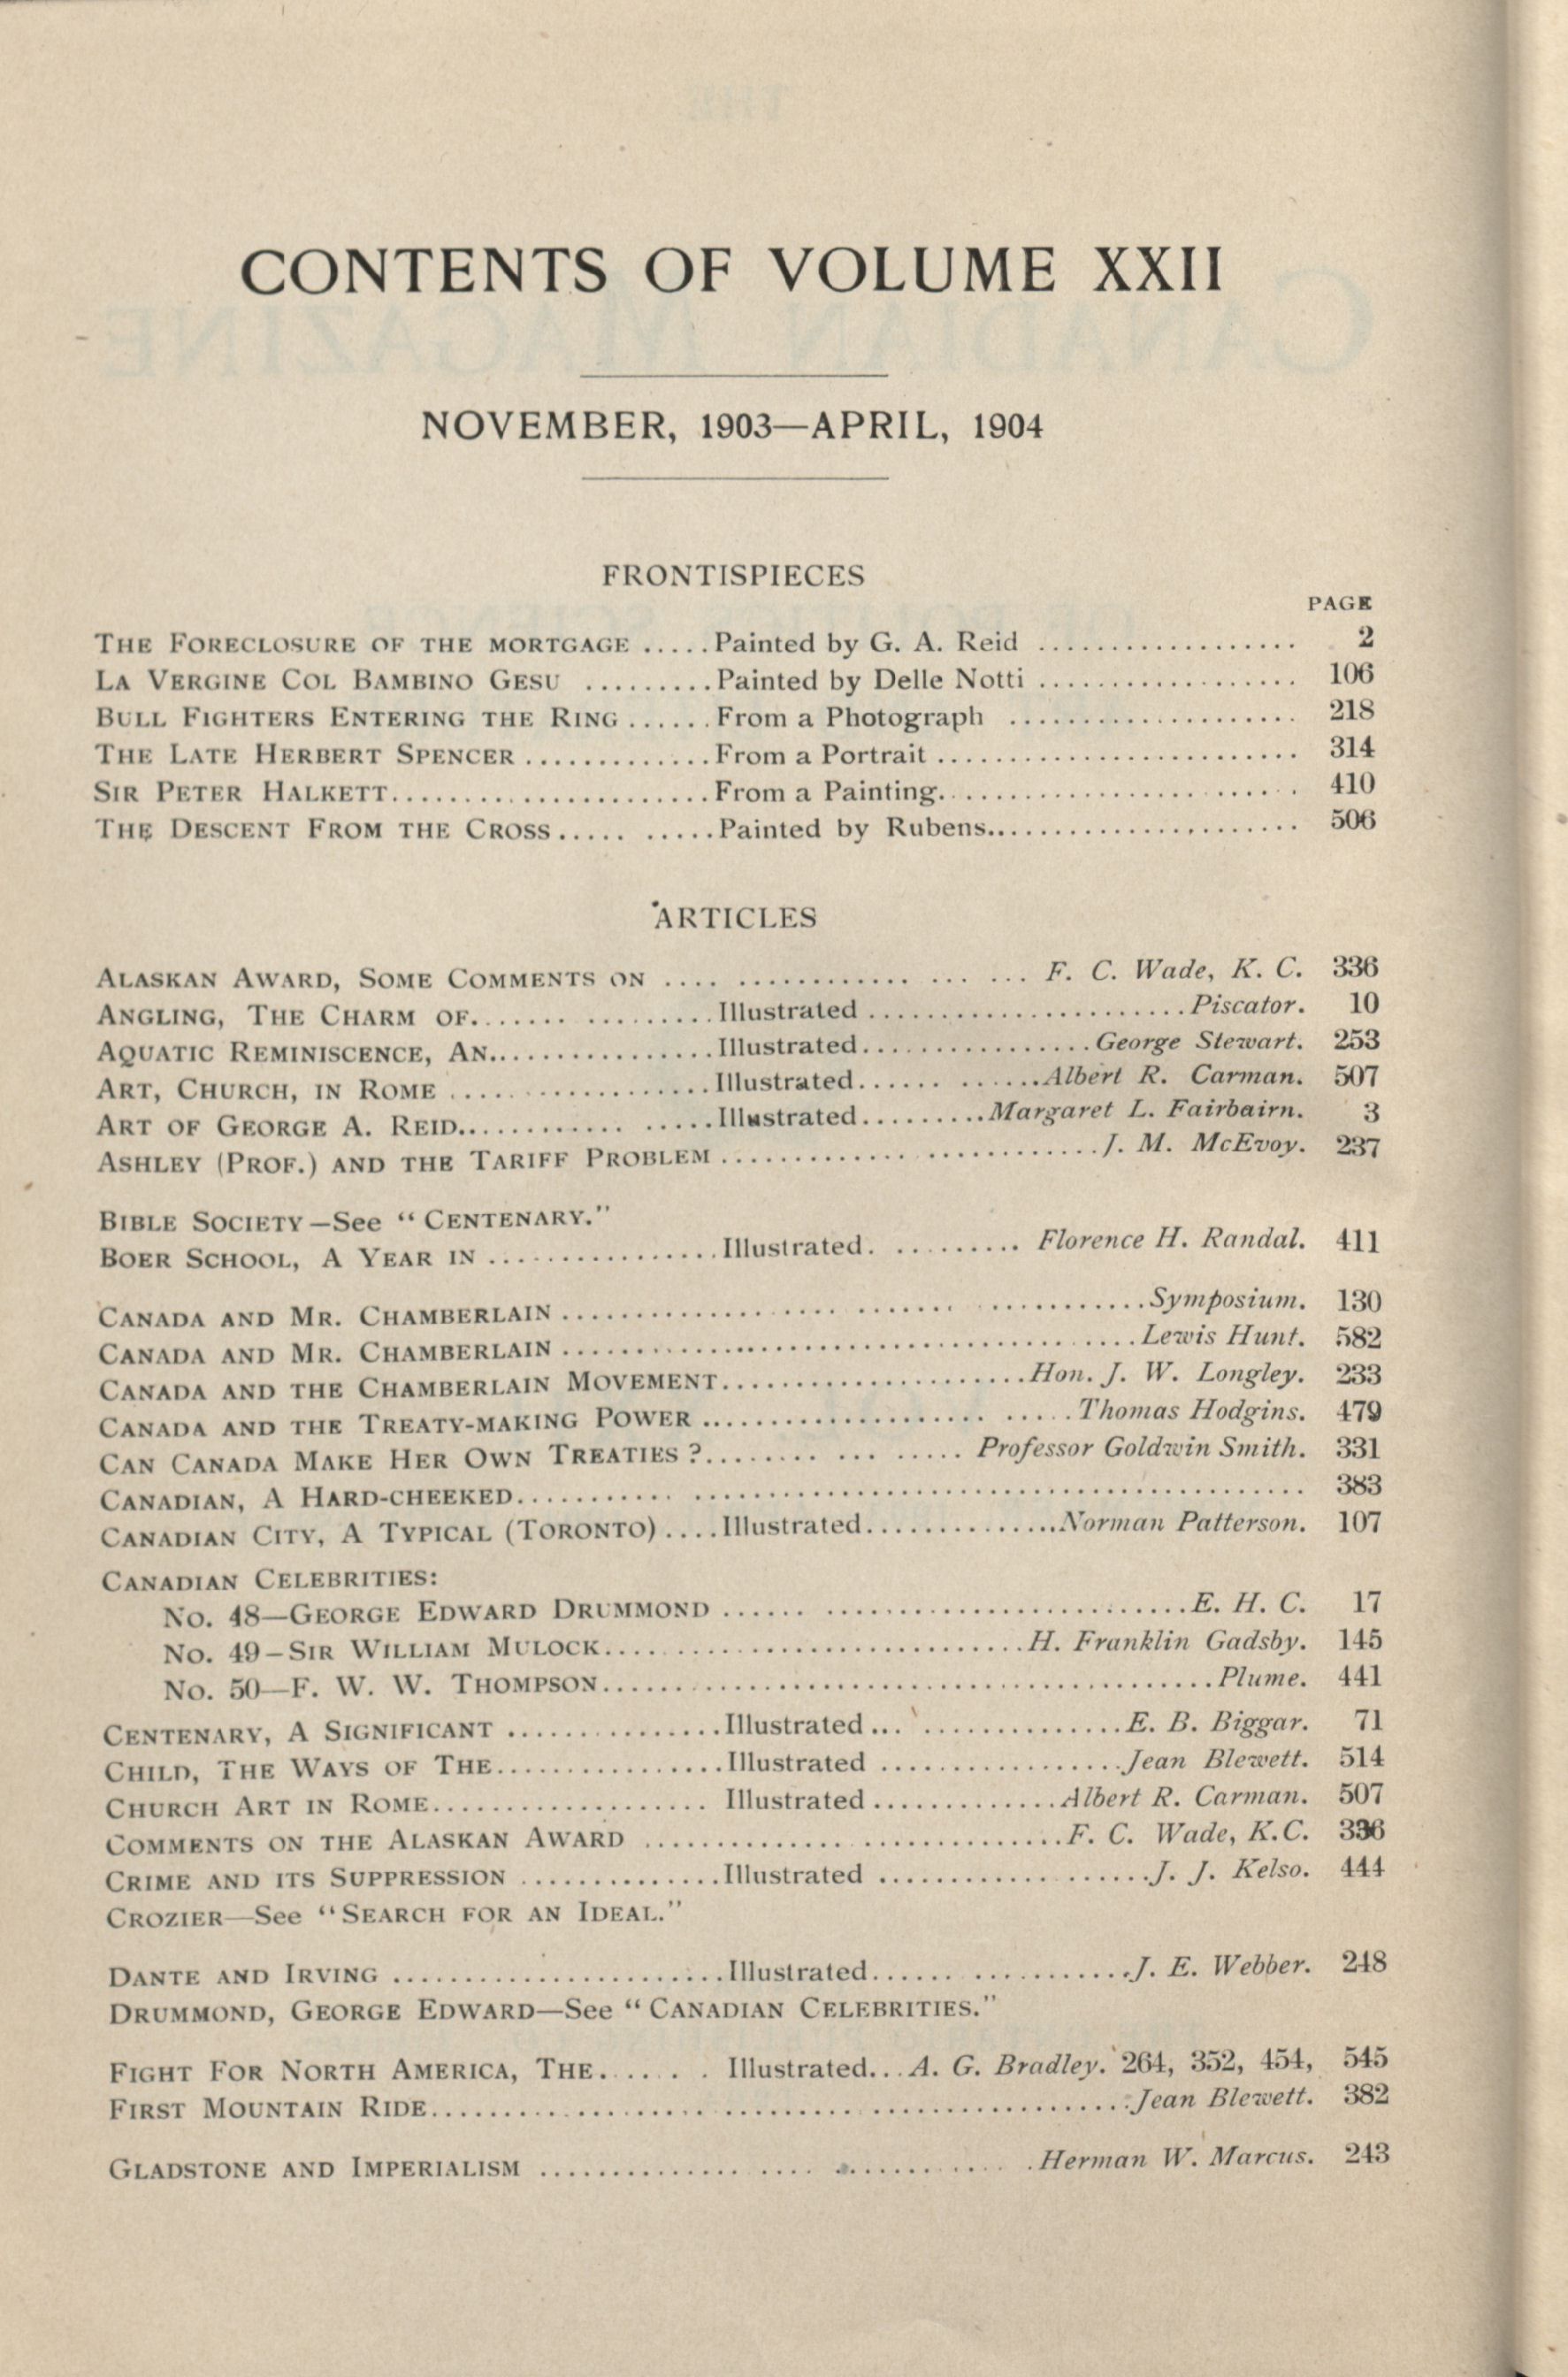 CONTENTS OF VOLUME XXII
NOVEMBER, 1903—APRIL, 1904
FRONTISPIECES
PAGE
THE FORECLOSURE OF THE MORTGAGE ..... Painted by G. A. Reid .................. 2
LA VERGINE COL BAMBINO GESU ......... Painted by Delle Notti .................. 106
BULL FIGHTERS ENTERING THE RING ...... From a Photograph .................... 218
THE LATE HERBERT SPENCER ............. From a Portrait ......................... 314
SIR PETER HALKETT ...................... From a Painting ......................... 410
THE DESCENT FROM THE CROSS ..... ..... Painted by Rubens ...................... 506
ARTICLES
ALASKAN AWARD, SOME COMMENTS ON .... ............ ... ... F. C. Wade, K. C. 336
ANGLING, THE CHARM OF ....... ......... Illustrated ...................... Piscator. 10
AQUATIC REMINISCENCE, AN ................ Illustrated ................ George Stewart. 253
ART, CHURCH, IN ROME .................. Illustrated ...... ...... Albert R. Carman. 507
ART OF GEORGE A. REID ............ ..... Illustrated ......... Margaret L. Fairbairn. 3
ASHLEY (PROF.) AND THE TARIFF PROBLEM ............. ............ J. M. McEvoy. 237
BIBLE SOCIETY—See "CENTENARY."
BOER SCHOOL, A YEAR IN ................ Illustrated. ......... Florence H. Randal. 411
CANADA AND MR. CHAMBERLAIN ................... ....... ........... Symposium. 130
CANADA AND MR. CHAMBERLAIN ........................................ Lewis Hunt. 582
CANADA AND THE CHAMBERLAIN MOVEMENT ..................... Hon. J. W. Longley. 233
CANADA AND THE TREATY-MAKING POWER .................... ..... Thomas Hodgins. 479
CAN CANADA MAKE HER OWN TREATIES ? ........ ... ..... Professor Goldwin Smith. 331
CANADIAN, A HARD-CHEEKED ........... .......................................... 383
CANADIAN CITY, A TYPICAL (TORONTO) .... Illustrated ............... Norman Patterson. 107
CANADIAN CELEBRITIES:
No. 48—GEORGE EDWARD DRUMMOND ...... ......................... E. H. C. 17
No. 49—SIR WILLIAM MULOCK ............................. H. Franklin Gadsby. 145
No. 50—F. W. W. THOMPSON .......................................... Plume. 441
CENTENARY, A SIGNIFICANT ............... Illustrated ... .............. E. B. Biggar. 71
CHILD, THE WAYS OF THE ................ Illustrated ................. Jean Blewett. 514
CHURCH ART IN ROME ................... Illustrated ............. Albert R. Carman. 507
COMMENTS ON THE ALASKAN AWARD .............. .............. F. C. Wade, K.C. 336
CRIME AND ITS SUPPRESSION .............. Illustrated ................... J. J. Kelso. 444
CROZIER—See "SEARCH FOR AN IDEAL."
DANTE AND IRVING ....................... Illustrated ...... ........... J. E. Webber. 248
DRUMMOND, GEORGE EDWARD—See "CANADIAN CELEBRITIES."
FIGHT FOR NORTH AMERICA, THE ...... . Illustrated ... A. G. Bradley. 264, 352, 454, 545
FIRST MOUNTAIN RIDE ................... ............................ Jean Blewett. 382
GLADSTONE AND IMPERIALISM .............. .... ............ . Herman W. Marcus. 243